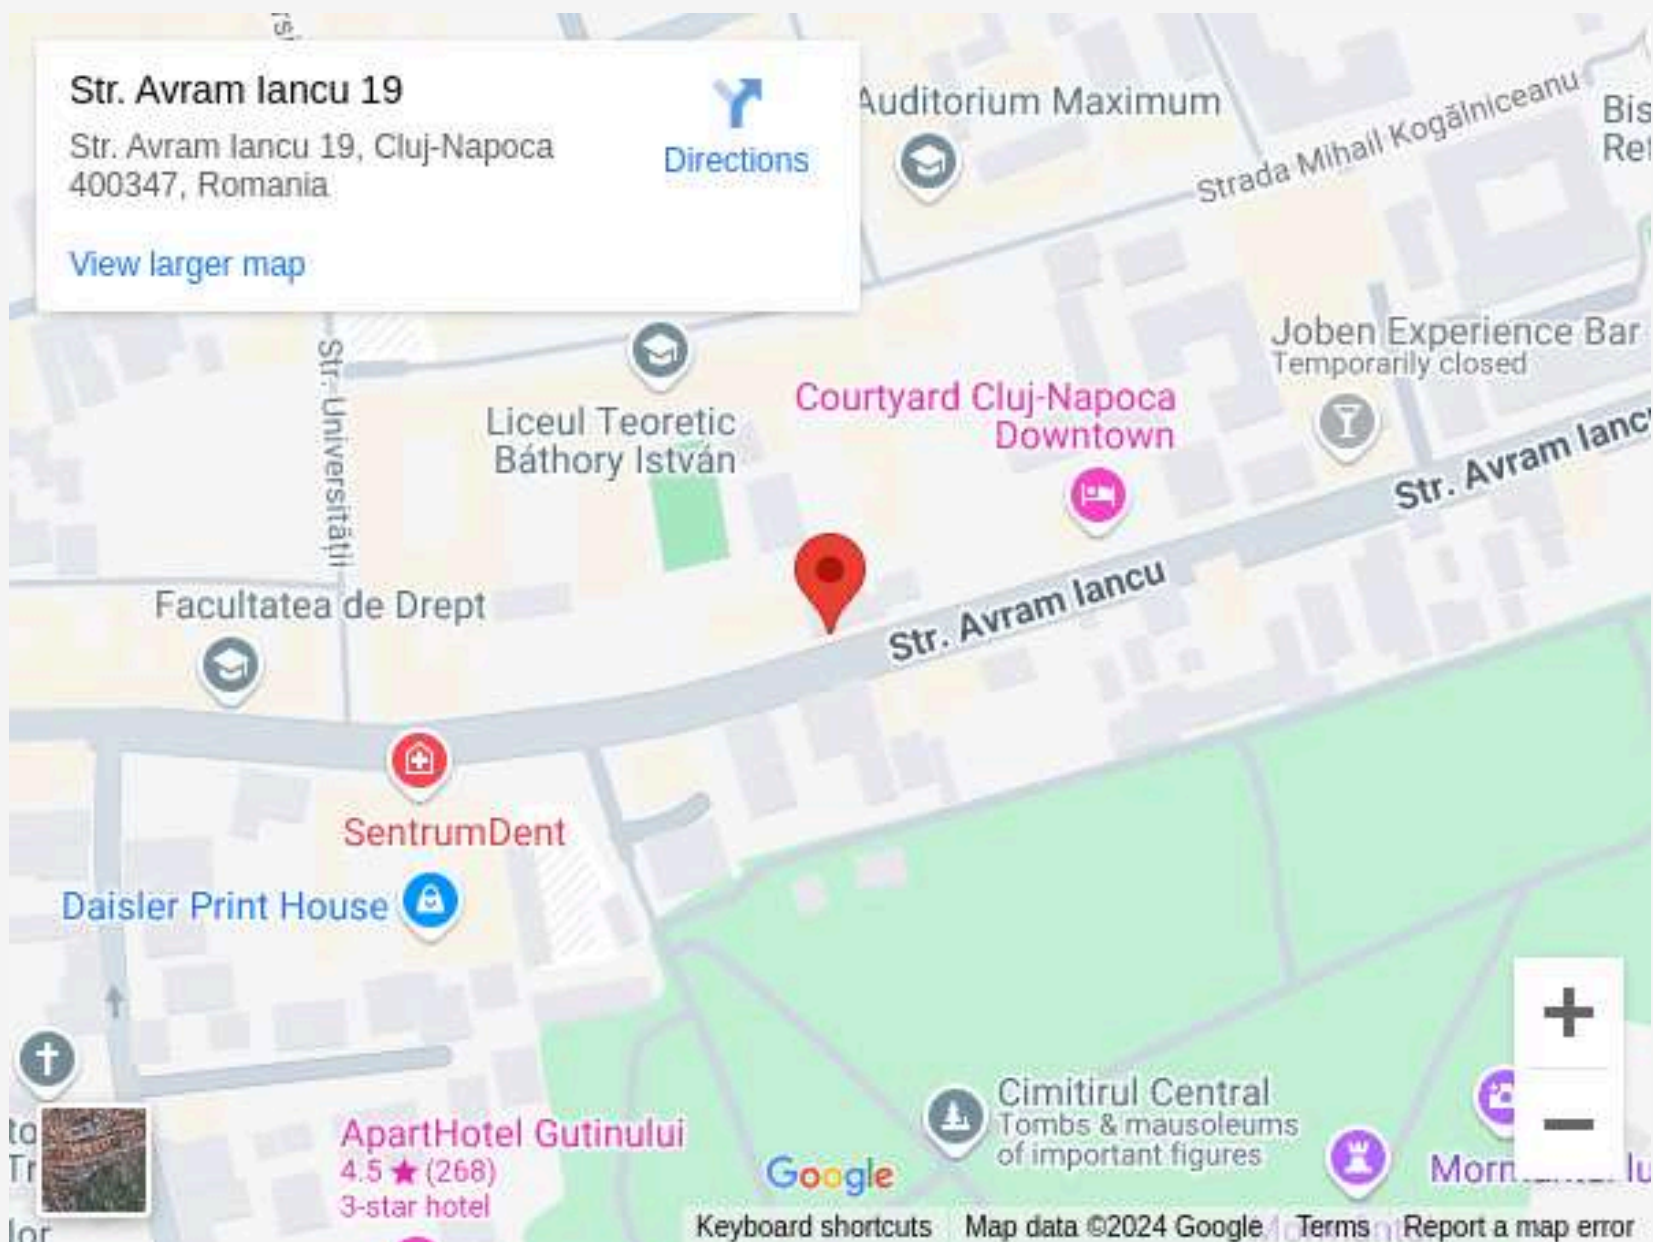 Str. Avram Iancu 19
Str. Avram Iancu 19, Cluj-Napoca
400347, Romania
Directions
View larger map
Auditorium Maximum
Strada Mihail Kogălniceanu
Str. Universității
Liceul Teoretic
Báthory István
Courtyard Cluj-Napoca
Downtown
Joben Experience Bar
Temporarily closed
Str. Avram Ianc
Str. Avram Iancu
Facultatea de Drept
SentrumDent
Daisler Print House
Cimitirul Central
Tombs & mausoleums
of important figures
ApartHotel Gutinului
4.5 ★ (268)
3-star hotel
Google
Keyboard shortcuts
Map data ©2024 Google
Terms
Report a map error